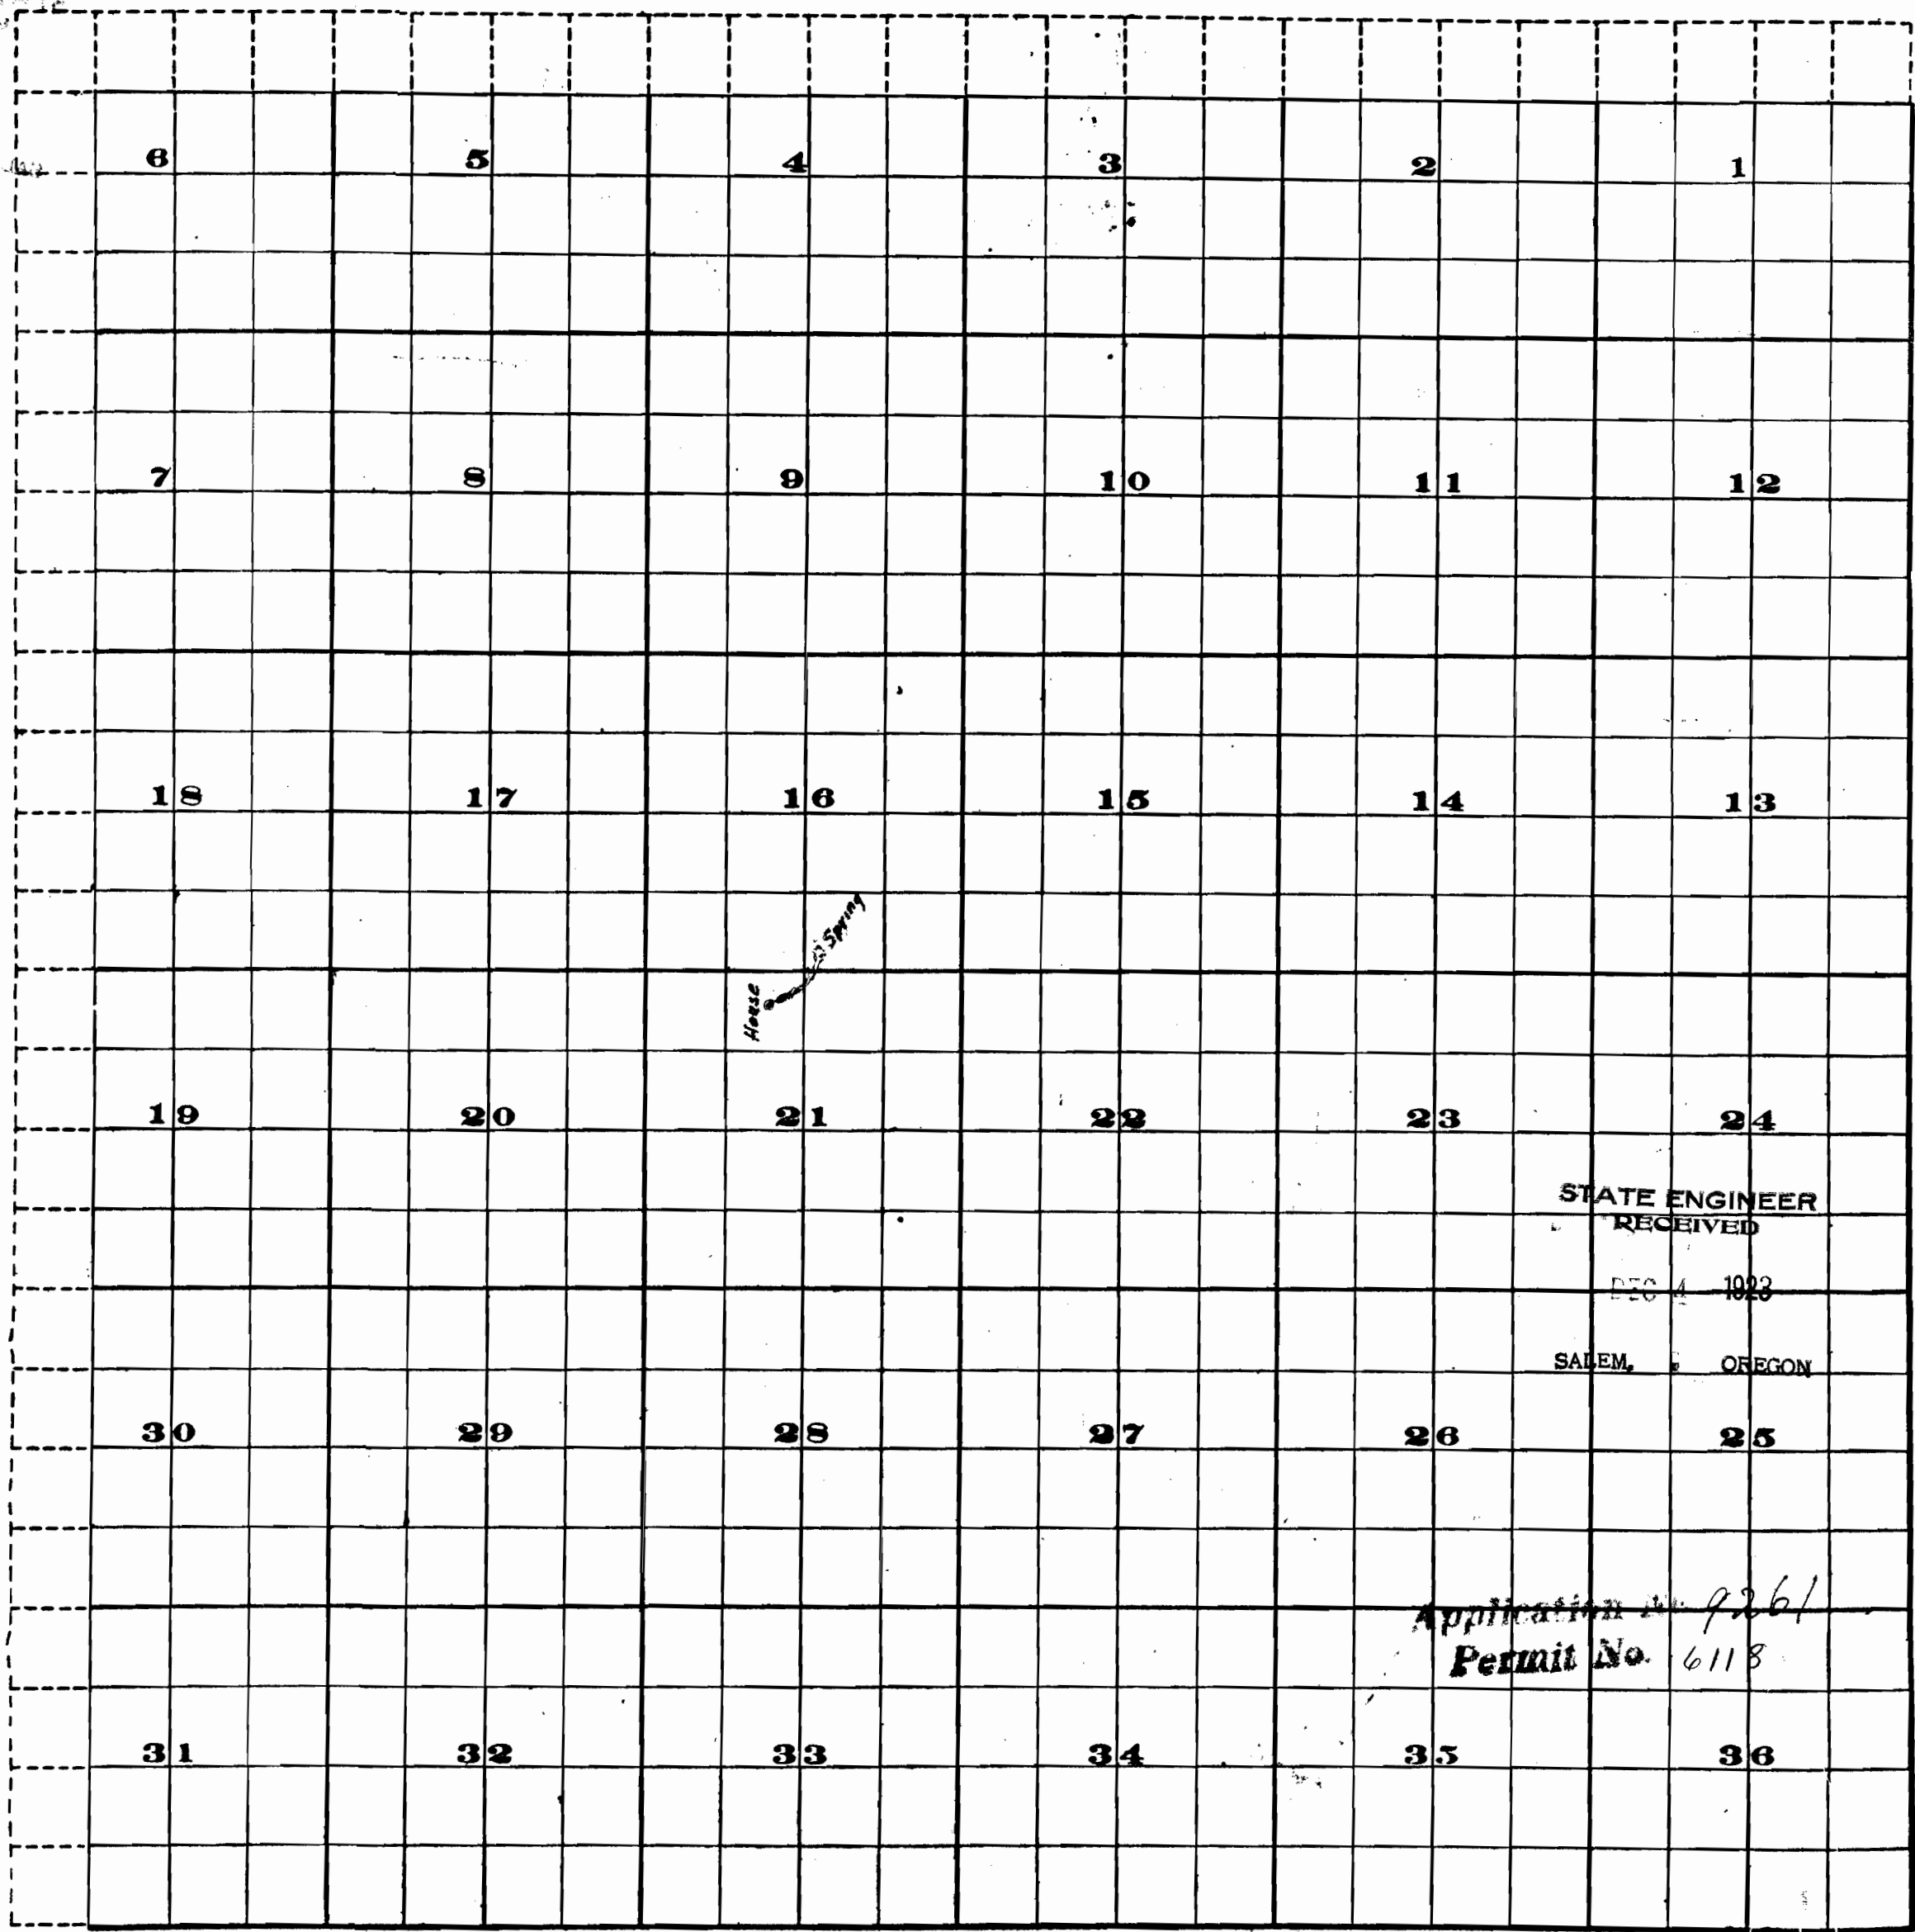 6 5 4 3 2 1
7 8 9 10 11 12
18 17 16 15 14 13
Spring
House
19 20 21 22 23 24
STATE ENGINEER
RECEIVED
DEC 4 1923
SALEM, OREGON
30 29 28 27 26 25
Application No. 9261
Permit No. 6118
31 32 33 34 35 36